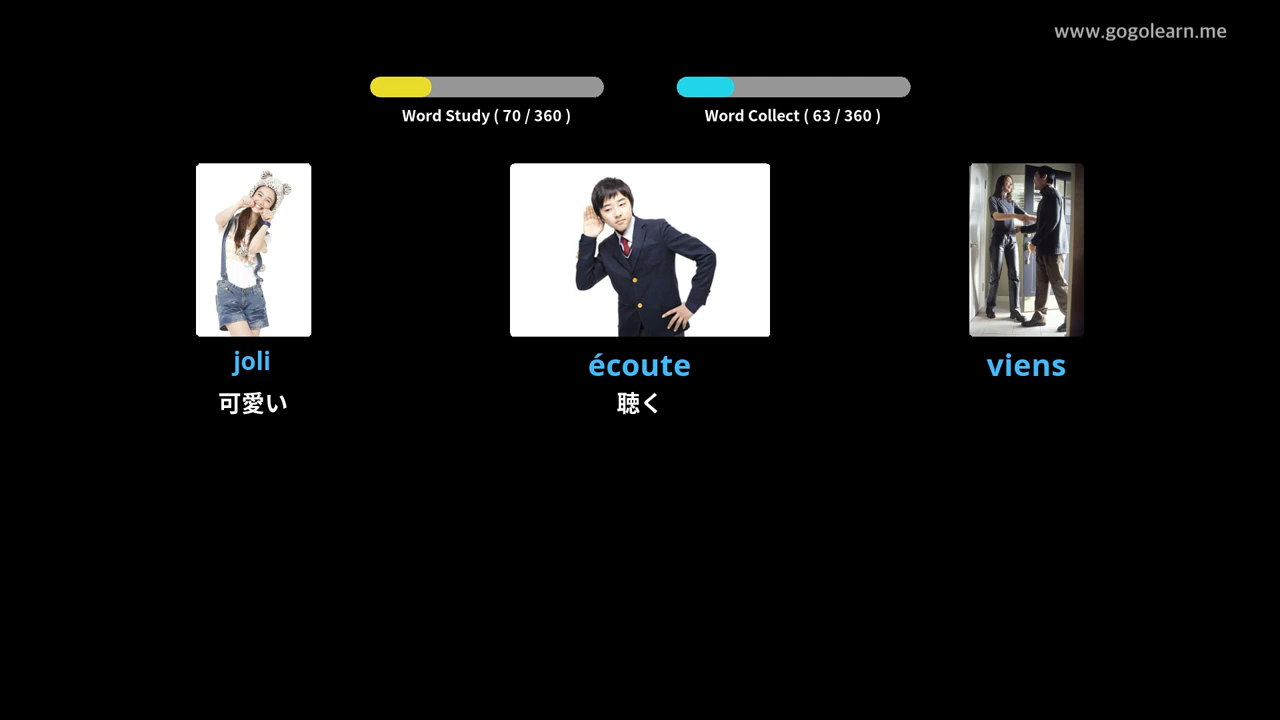 www.gogolearn.me
Word Study ( 70 / 360 )
Word Collect ( 63 / 360 )
joli
可愛い
écoute
聴く
viens